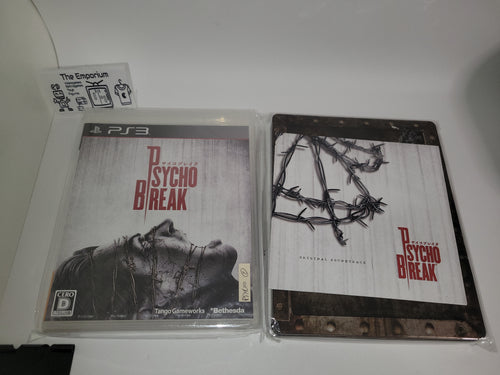 The Emporium
PS3
PSYCHO
サイコブレイク
BREAK
CERO
D
Tango Gameworks
Bethesda
PSYCHO
サイコブレイク
BREAK
ORIGINAL SOUNDTRACK